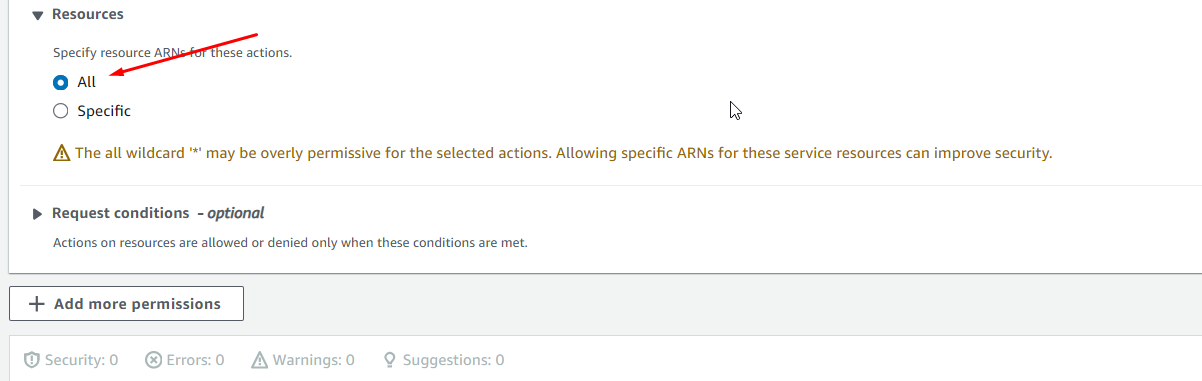 Resources
Specify resource ARNs for these actions.
All
Specific
The all wildcard '*' may be overly permissive for the selected actions. Allowing specific ARNs for these service resources can improve security.
Request conditions - optional
Actions on resources are allowed or denied only when these conditions are met.
+ Add more permissions
Security: 0 Errors: 0 Warnings: 0 Suggestions: 0